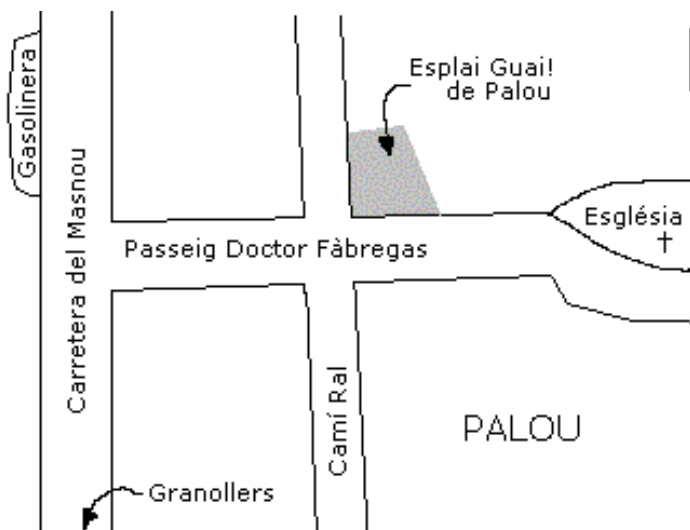 Gasolinera
Esplai Guai!
de Palou
Església
Passeig Doctor Fàbregas
Carretera del Masnou
Camí Ral
PALOU
Granollers